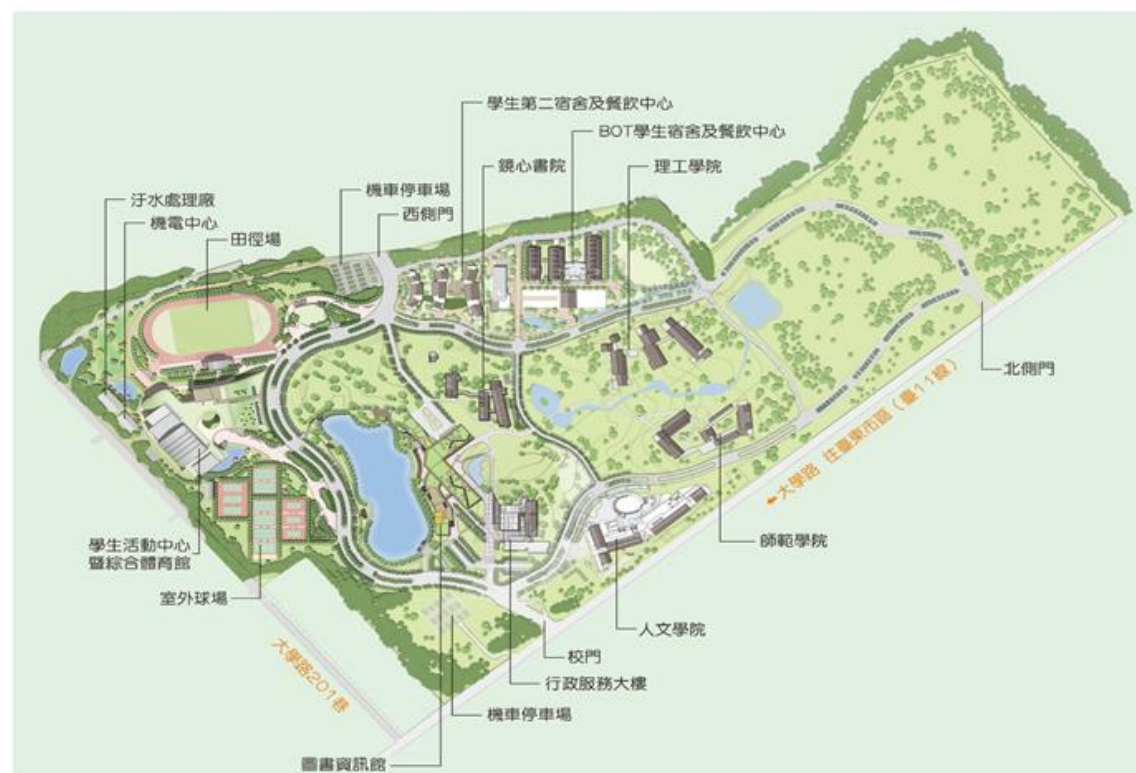 學生第二宿舍及餐飲中心
BOT學生宿舍及餐飲中心
鏡心書院
理工學院
機車停車場
西側門
汙水處理廠
機電中心
田徑場
北側門
大學路 往臺東市區（臺11線）
師範學院
學生活動中心
暨綜合體育館
室外球場
人文學院
校門
行政服務大樓
大學路201巷
機車停車場
圖書資訊館